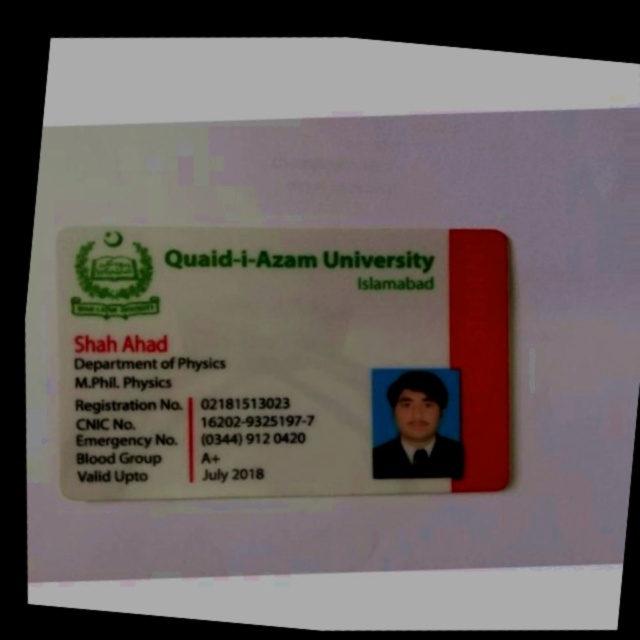 Quaid-i-Azam University
Islamabad
Shah Ahad
Department of Physics
M.Phil. Physics
Registration No. 02181513023
CNIC No. 16202-9325197-7
Emergency No. (0344) 912 0420
Blood Group A+
Valid Upto July 2018